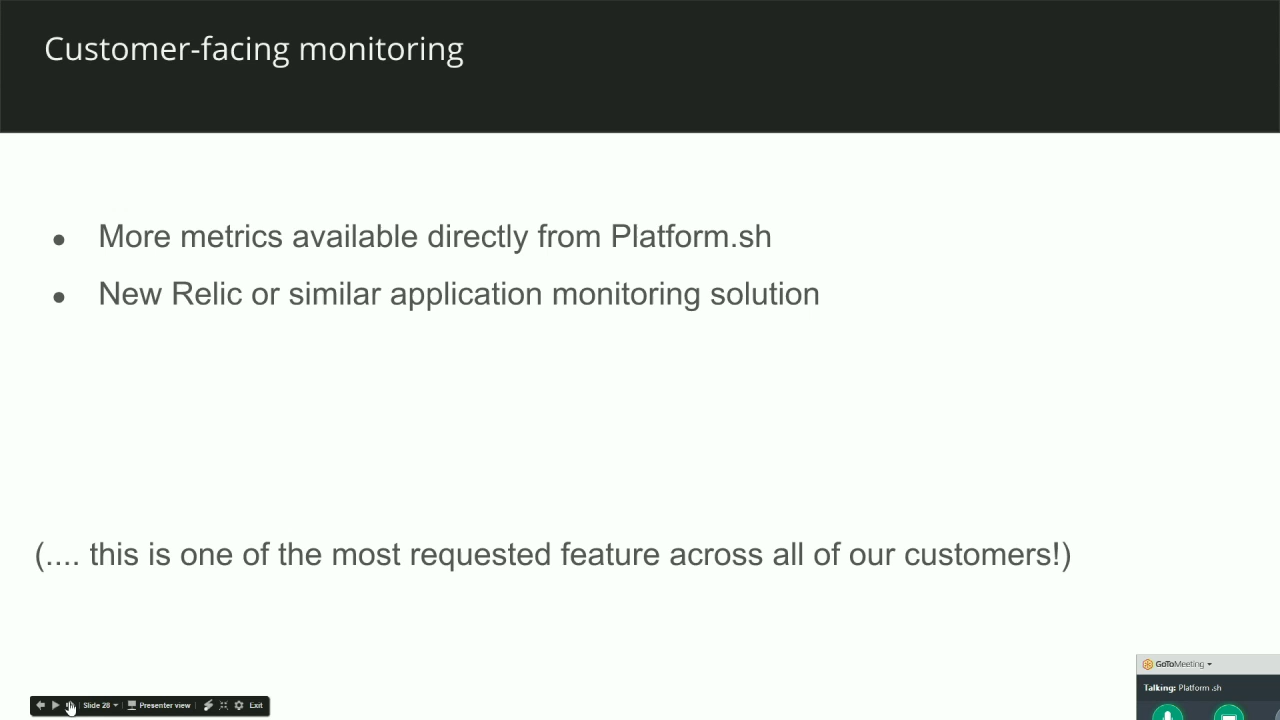 Customer-facing monitoring
● More metrics available directly from Platform.sh
● New Relic or similar application monitoring solution
(.... this is one of the most requested feature across all of our customers!)
GoToMeeting
Talking: Platform .sh
Slide 28
Presenter view
Exit